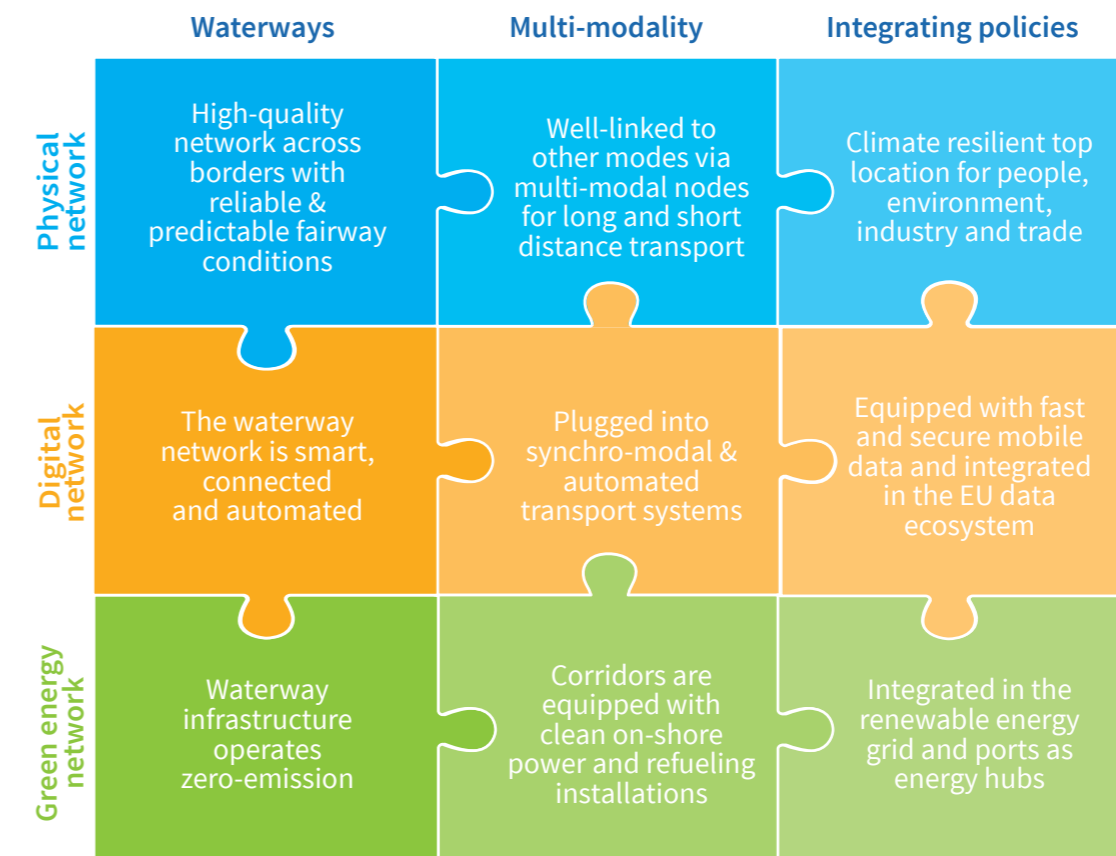 Waterways
Multi-modality
Integrating policies
Physical
network
High-quality
network across
borders with
reliable &
predictable fairway
conditions
Well-linked to
other modes via
multi-modal nodes
for long and short
distance transport
Climate resilient top
location for people,
environment,
industry and trade
Digital
network
The waterway
network is smart,
connected
and automated
Plugged into
synchro-modal &
automated
transport systems
Equipped with fast
and secure mobile
data and integrated
in the EU data
ecosystem
Green energy
network
Waterway
infrastructure
operates
zero-emission
Corridors are
equipped with
clean on-shore
power and refueling
installations
Integrated in the
renewable energy
grid and ports as
energy hubs